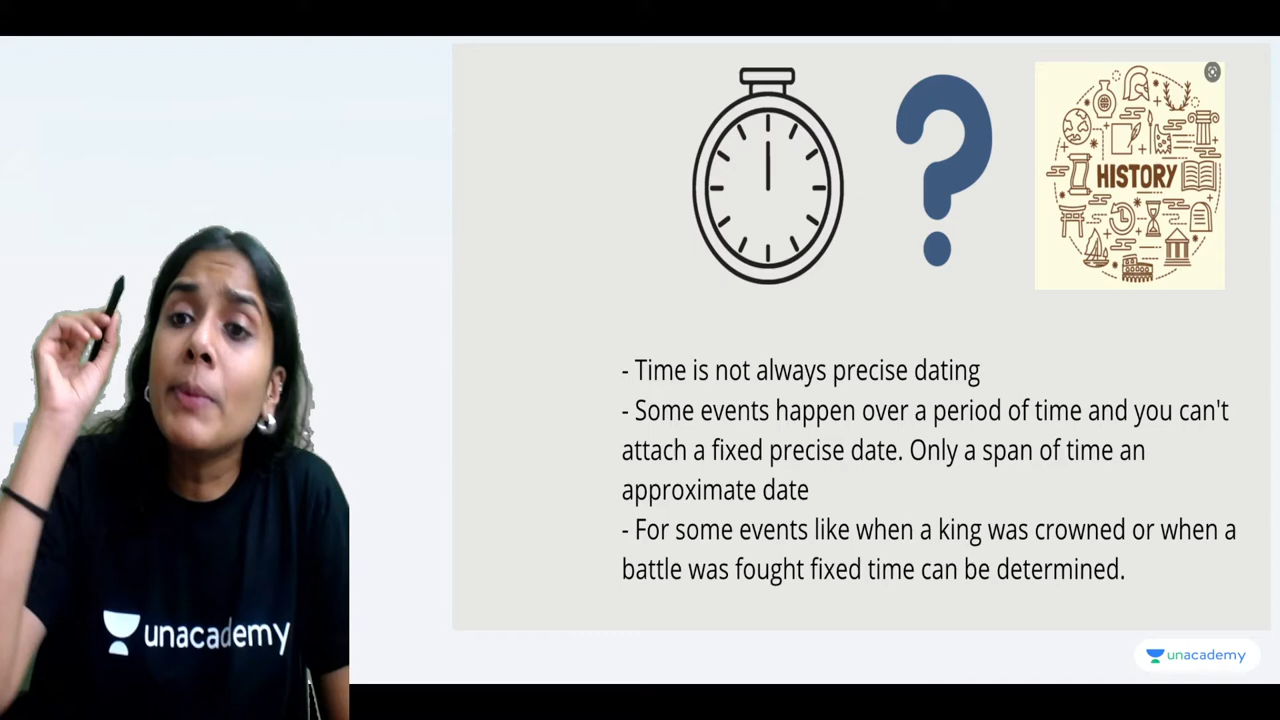 HISTORY
- Time is not always precise dating
- Some events happen over a period of time and you can't
attach a fixed precise date. Only a span of time an
approximate date
- For some events like when a king was crowned or when a
battle was fought fixed time can be determined.
unacademy
unacademy